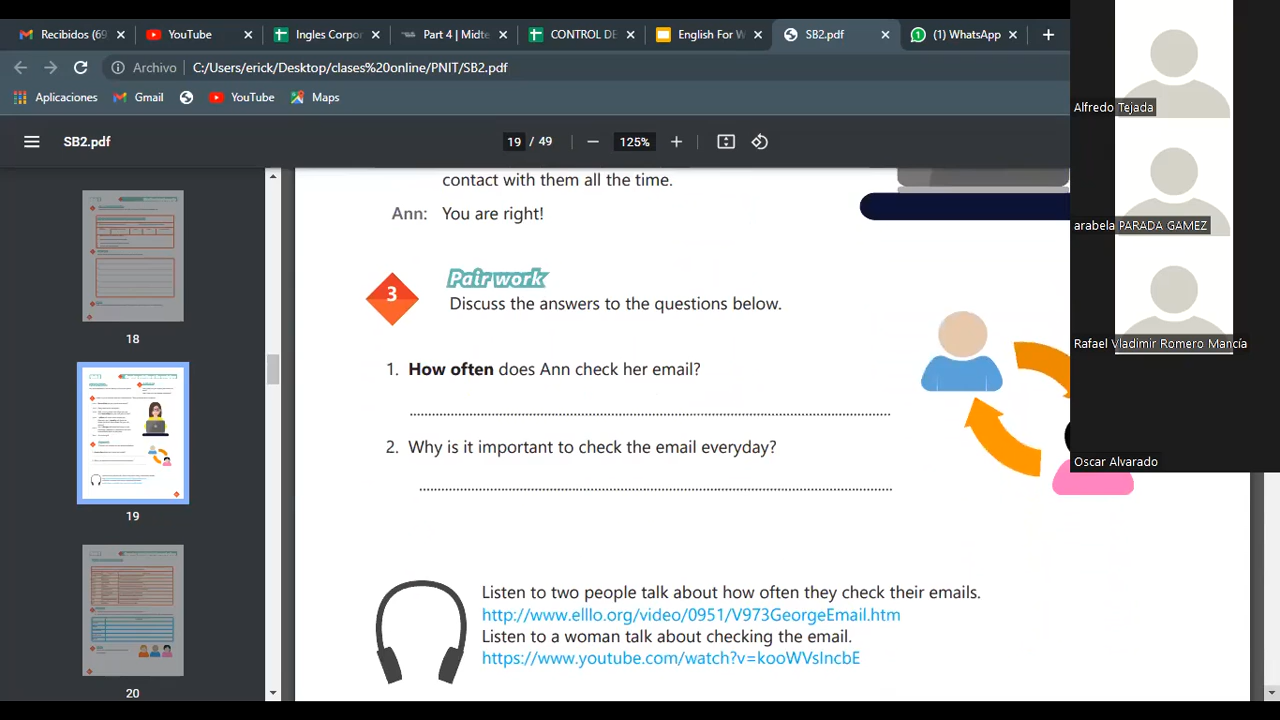 Recibidos (69
YouTube
Ingles Corpor
Part 4 | Midte
CONTROL DE
English For W
SB2.pdf
(1) WhatsApp
Archivo
C:/Users/erick/Desktop/clases%20online/PNIT/SB2.pdf
Aplicaciones
Gmail
YouTube
Maps
SB2.pdf
19 / 49
125%
18
19
20
contact with them all the time.
Ann: You are right!
3
Pair work
Discuss the answers to the questions below.
1. How often does Ann check her email?
2. Why is it important to check the email everyday?
Listen to two people talk about how often they check their emails.
http://www.elllo.org/video/0951/V973GeorgeEmail.htm
Listen to a woman talk about checking the email.
https://www.youtube.com/watch?v=kooWVsIncbE
Alfredo Tejada
arabela PARADA GAMEZ
Rafael Vladimir Romero Mancía
Oscar Alvarado